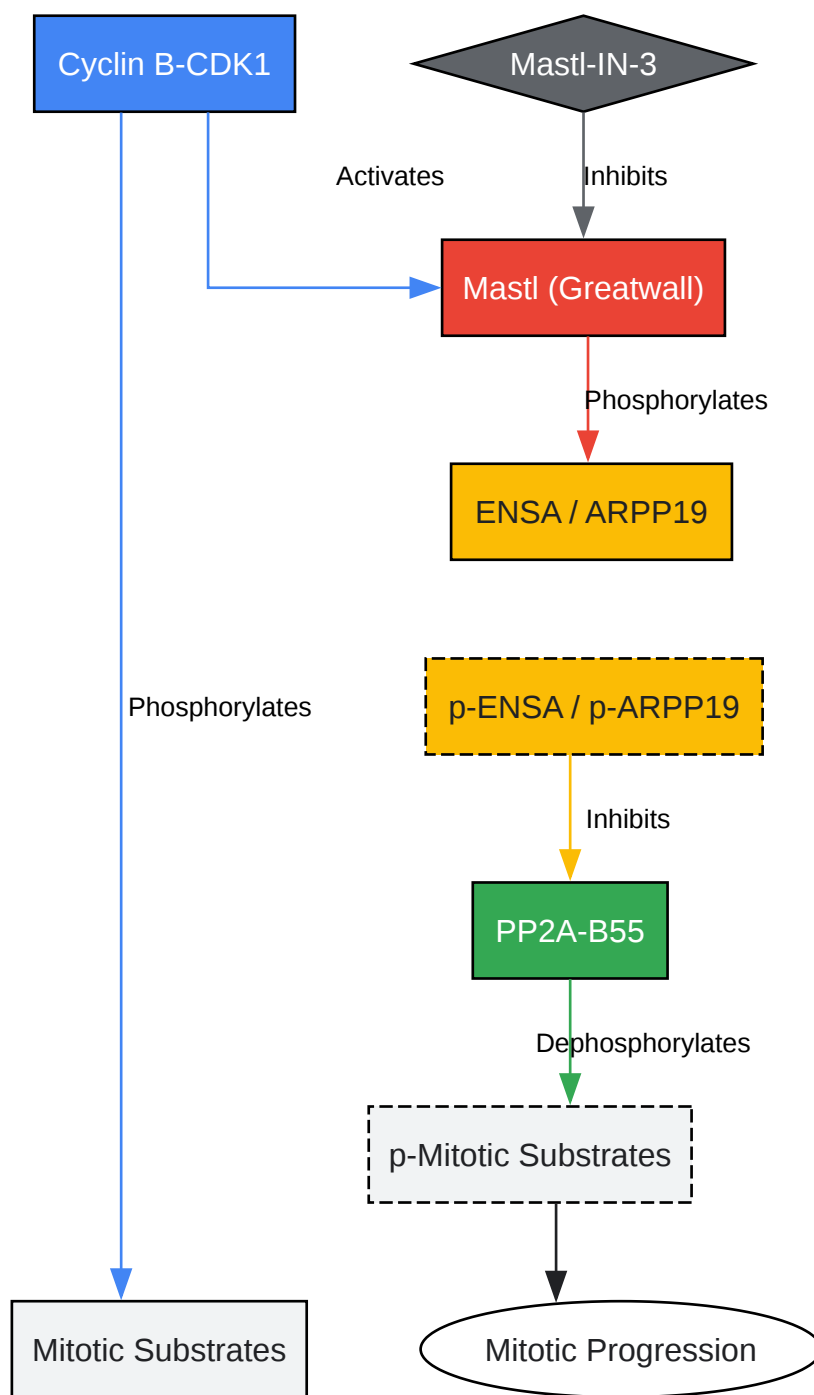 Cyclin B-CDK1
Mastl-IN-3
Activates
Inhibits
Mastl (Greatwall)
Phosphorylates
ENSA / ARPP19
Phosphorylates
p-ENSA / p-ARPP19
Inhibits
PP2A-B55
Dephosphorylates
p-Mitotic Substrates
Mitotic Substrates
Mitotic Progression